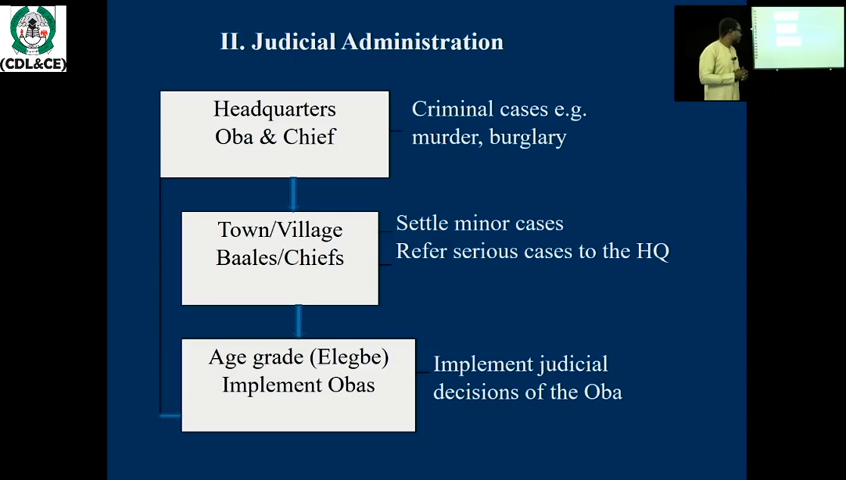 (CDL&CE)
II. Judicial Administration
Headquarters
Oba & Chief
Criminal cases e.g.
murder, burglary
Town/Village
Baales/Chiefs
Settle minor cases
Refer serious cases to the HQ
Age grade (Elegbe)
Implement Obas
Implement judicial
decisions of the Oba